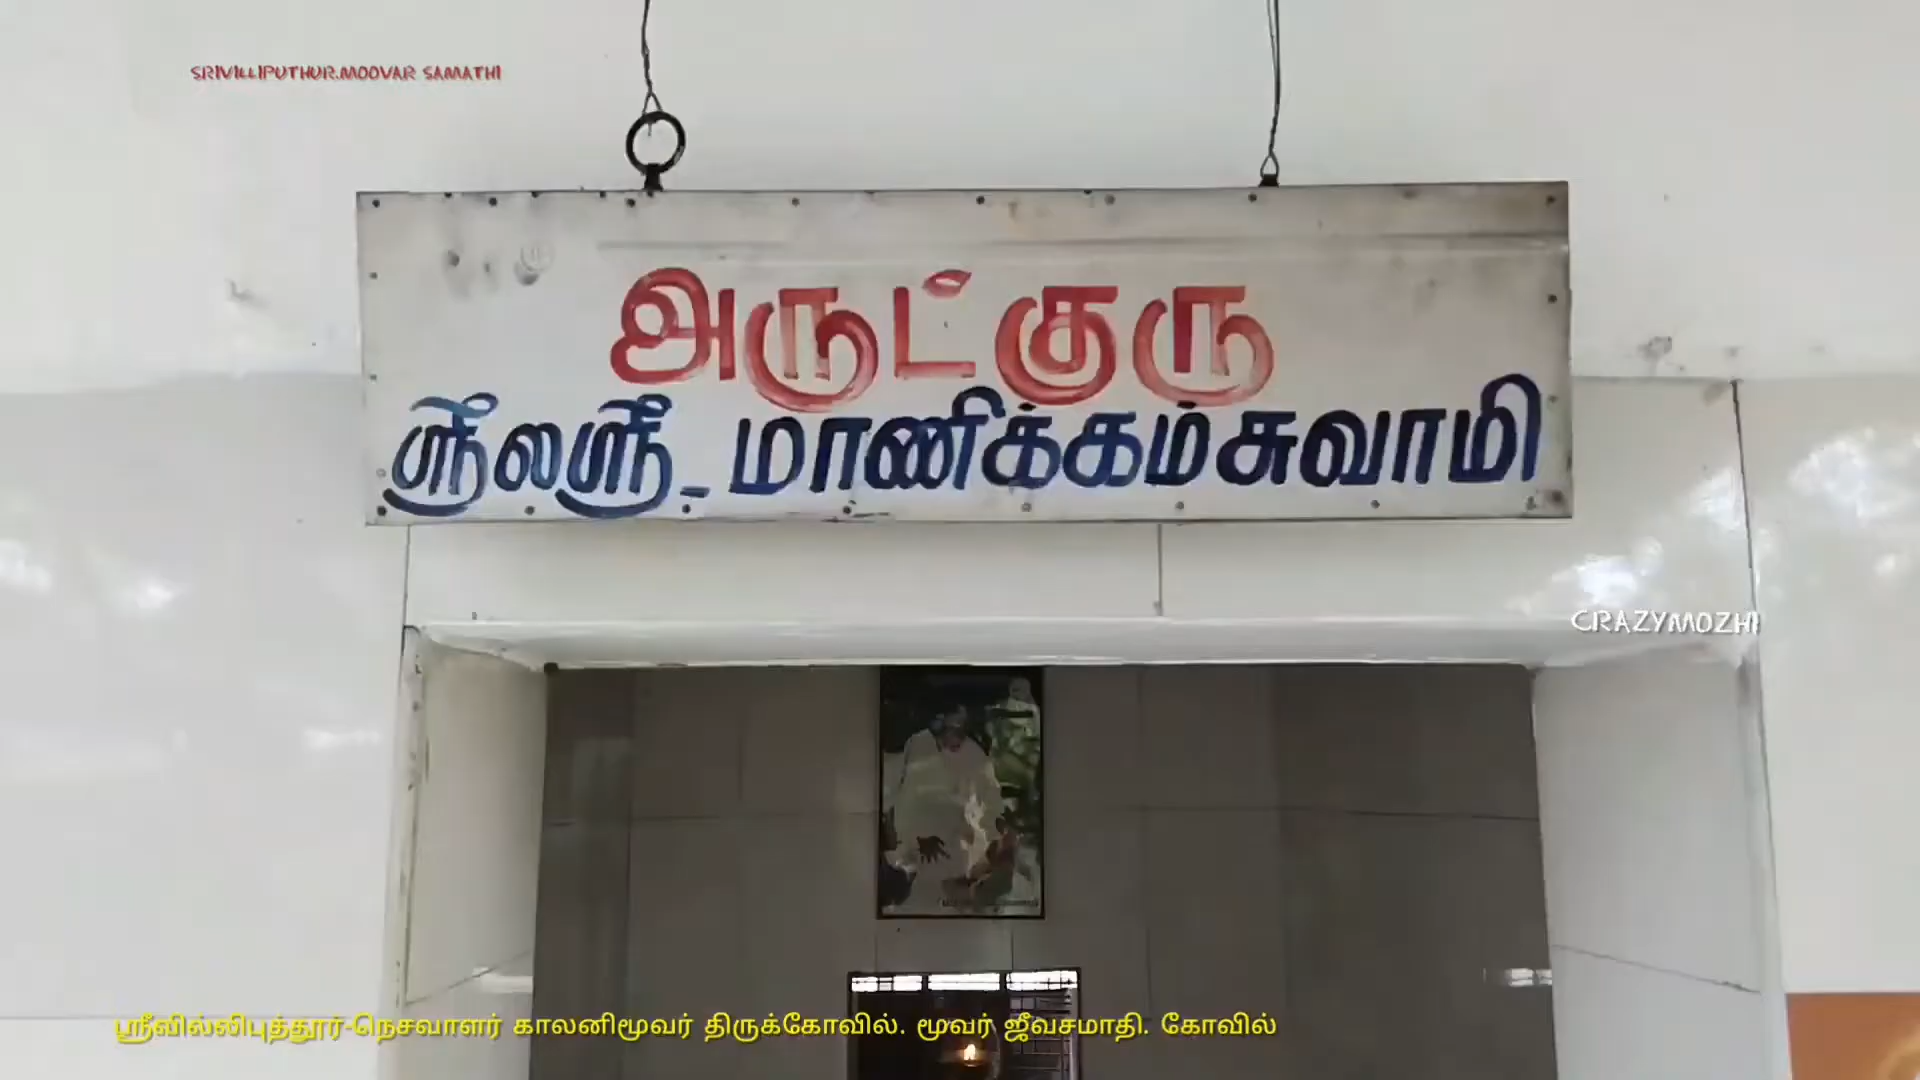 SRIVILLIPUTHUR.MOOVAR SAMATHI
அருட்குரு
ஸ்ரீலஸ்ரீ_ மாணிக்கம்சுவாமி
CRAZYMOZHI
ஸ்ரீவில்லிபுத்தூர்-நெசவாளர் காலனிமூவர் திருக்கோவில். மூவர் ஜீவசமாதி. கோவில்